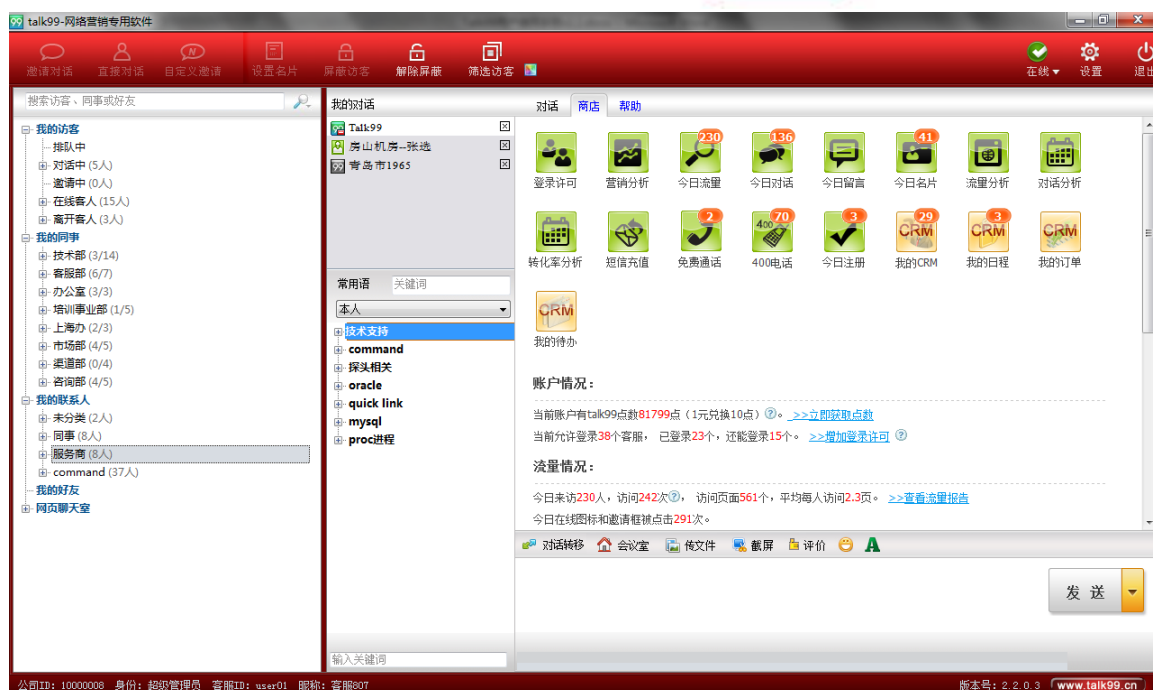 talk99-网络营销专用软件
邀请对话 直接对话 自定义邀请 设置名片 屏蔽访客 解除屏蔽 筛选访客 在线 设置 退出
搜索访客、同事或好友
我的访客
排队中
对话中 (5人)
邀请中 (0人)
在线客人 (15人)
离开客人 (3人)
我的同事
技术部 (3/14)
客服部 (6/7)
办公室 (3/3)
培训事业部 (1/5)
上海办 (2/3)
市场部 (4/5)
渠道部 (0/4)
咨询部 (4/5)
我的联系人
未分类 (2人)
同事 (8人)
服务商 (8人)
command (37人)
我的好友
网页聊天室
我的对话
Talk99
房山机房--张选
青岛市1965
常用语 关键词
本人
技术支持
command
探头相关
oracle
quick link
mysql
proc进程
输入关键词
对话 商店 帮助
230 136 41
登录许可 营销分析 今日流量 今日对话 今日留言 今日名片 流量分析 对话分析
2 400 70 3 CRM 29 CRM 3 CRM
转化率分析 短信充值 免费通话 400电话 今日注册 我的CRM 我的日程 我的订单
CRM
我的待办
账户情况：
当前账户有talk99点数81799点（1元兑换10点）?。 >>立即获取点数
当前允许登录38个客服， 已登录23个，还能登录15个。 >>增加登录许可 ?
流量情况：
今日来访230人，访问242次?， 访问页面561个，平均每人访问2.3页。 >>查看流量报告
今日在线图标和邀请框被点击291次。
对话转移 会议室 传文件 截屏 评价 A
发 送
公司ID: 10000008 身份: 超级管理员 客服ID: user01 昵称: 客服807 版本号: 2.2.0.3 www.talk99.cn